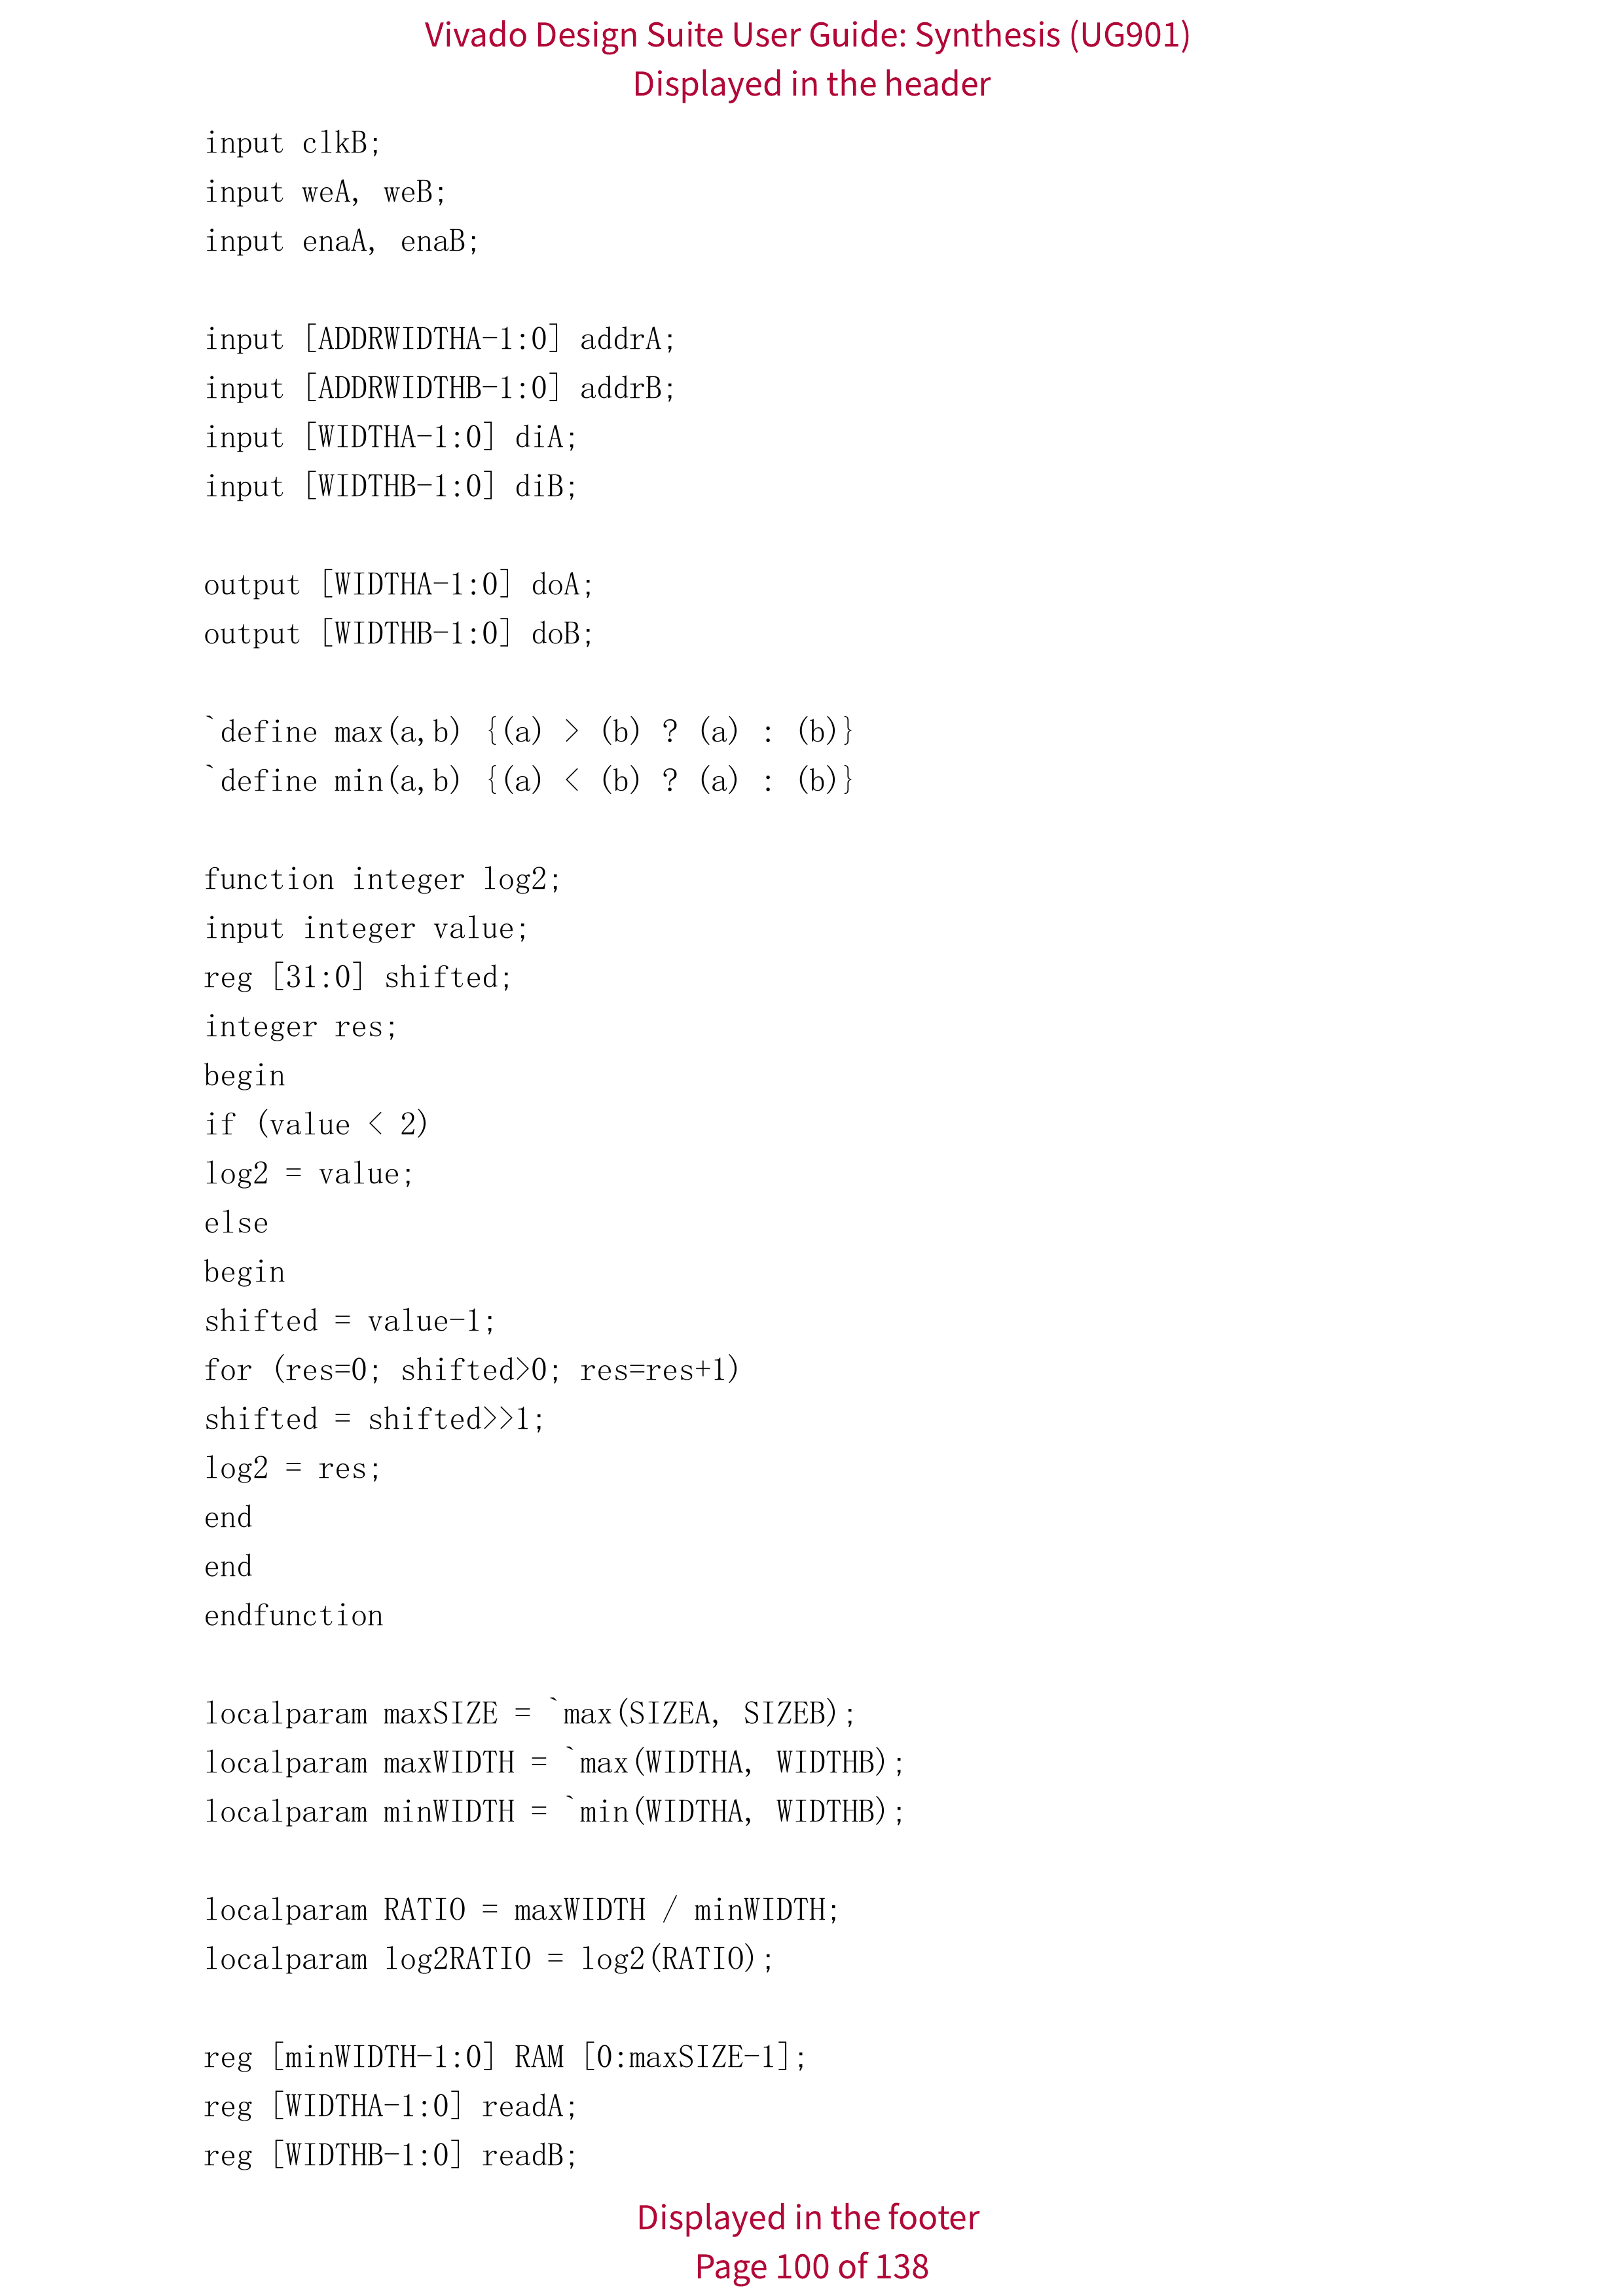 Vivado Design Suite User Guide: Synthesis (UG901)
Displayed in the header
input clkB;
input weA, weB;
input enaA, enaB;
input [ADDRWIDTHA-1:0] addrA;
input [ADDRWIDTHB-1:0] addrB;
input [WIDTHA-1:0] diA;
input [WIDTHB-1:0] diB;
output [WIDTHA-1:0] doA;
output [WIDTHB-1:0] doB;
`define max(a,b) {(a) > (b) ? (a) : (b)}
`define min(a,b) {(a) < (b) ? (a) : (b)}
function integer log2;
input integer value;
reg [31:0] shifted;
integer res;
begin
if (value < 2)
log2 = value;
else
begin
shifted = value-1;
for (res=0; shifted>0; res=res+1)
shifted = shifted>>1;
log2 = res;
end
end
endfunction
localparam maxSIZE = `max(SIZEA, SIZEB);
localparam maxWIDTH = `max(WIDTHA, WIDTHB);
localparam minWIDTH = `min(WIDTHA, WIDTHB);
localparam RATIO = maxWIDTH / minWIDTH;
localparam log2RATIO = log2(RATIO);
reg [minWIDTH-1:0] RAM [0:maxSIZE-1];
reg [WIDTHA-1:0] readA;
reg [WIDTHB-1:0] readB;
Displayed in the footer
Page 100 of 138